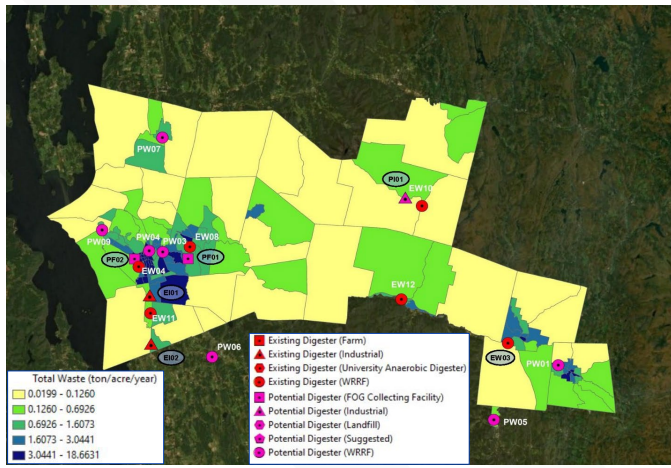 PI01
EW10
PW07
PW09
PW04
PW03
EW08
PF02
PF01
EW04
EI01
EW12
EW11
EI02
PW06
EW03
PW01
PW05
Total Waste (ton/acre/year)
0.0199 - 0.1260
0.1260 - 0.6926
0.6926 - 1.6073
1.6073 - 3.0441
3.0441 - 18.6631
Existing Digester (Farm)
Existing Digester (Industrial)
Existing Digester (University Anaerobic Digester)
Existing Digester (WRRF)
Potential Digester (FOG Collecting Facility)
Potential Digester (Industrial)
Potential Digester (Landfill)
Potential Digester (Suggested)
Potential Digester (WRRF)